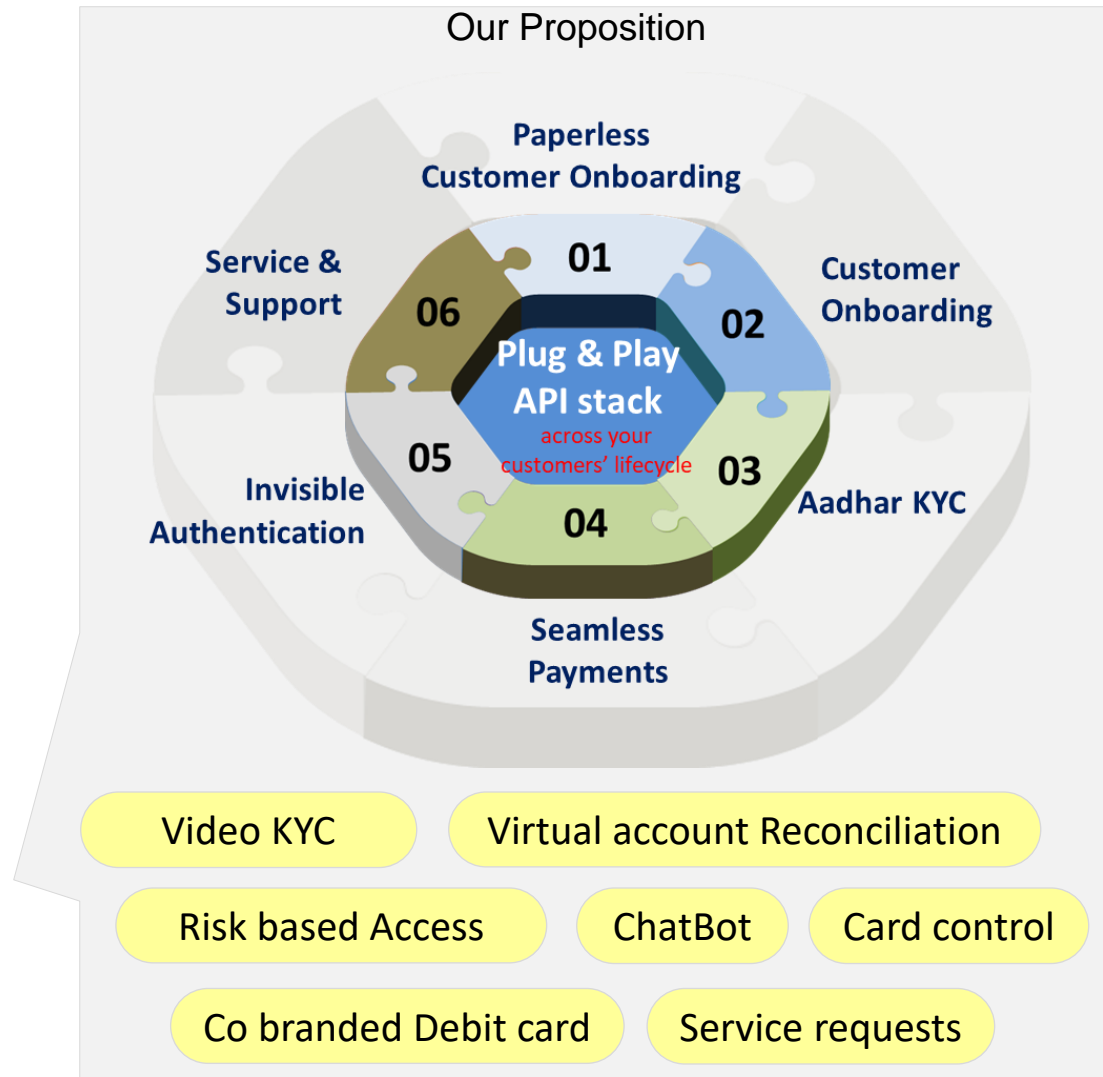 Our Proposition
Paperless
Customer Onboarding
01
Customer
Onboarding
02
Aadhar KYC
03
Seamless
Payments
04
Invisible
Authentication
05
Service &
Support
06
Plug & Play
API stack
across your
customers’ lifecycle
Video KYC
Virtual account Reconciliation
Risk based Access
ChatBot
Card control
Co branded Debit card
Service requests